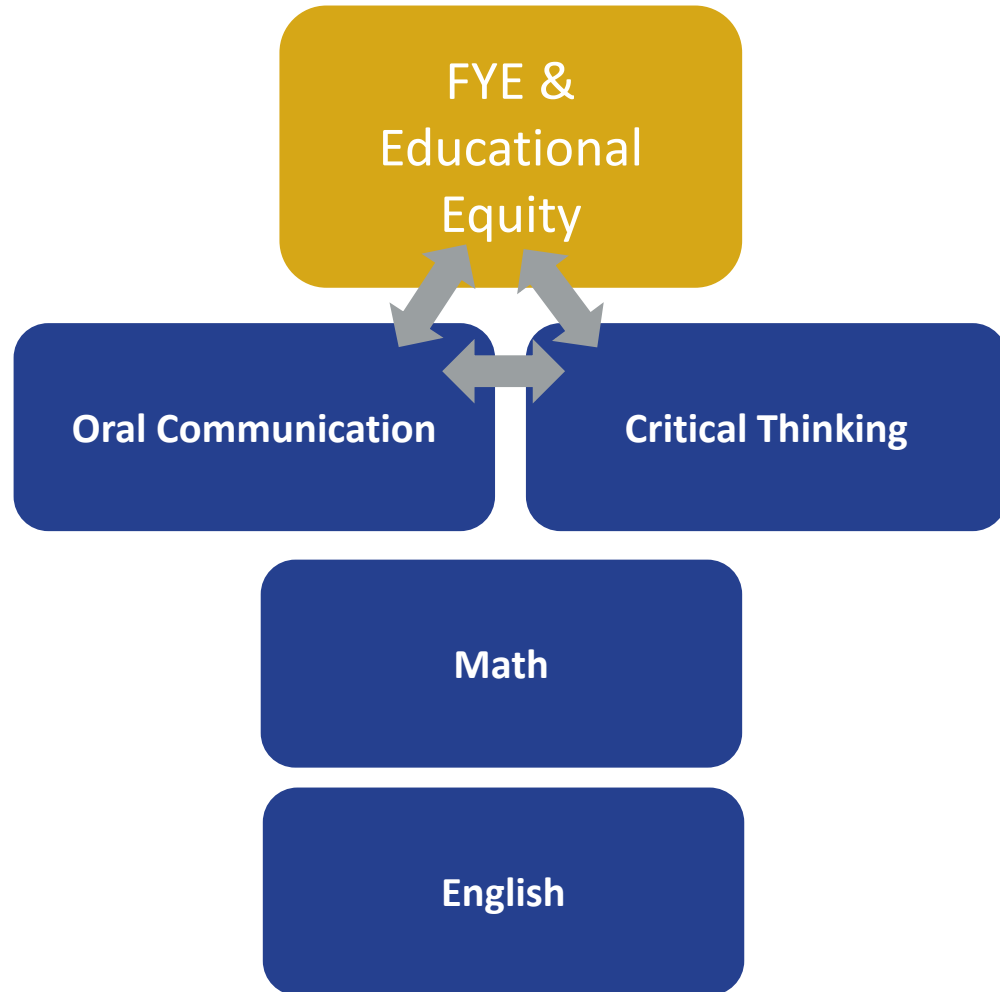 FYE &
Educational
Equity
Oral Communication
Critical Thinking
Math
English